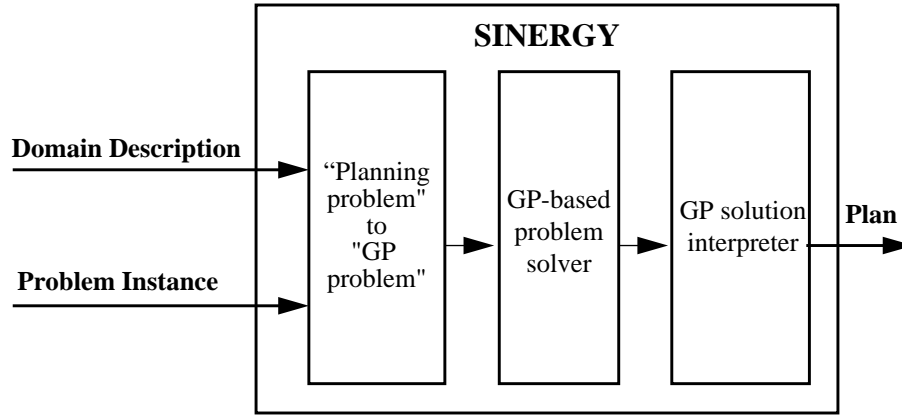 SINERGY
Domain Description
Problem Instance
“Planning
problem"
to
"GP
problem"
GP-based
problem
solver
GP solution
interpreter
Plan